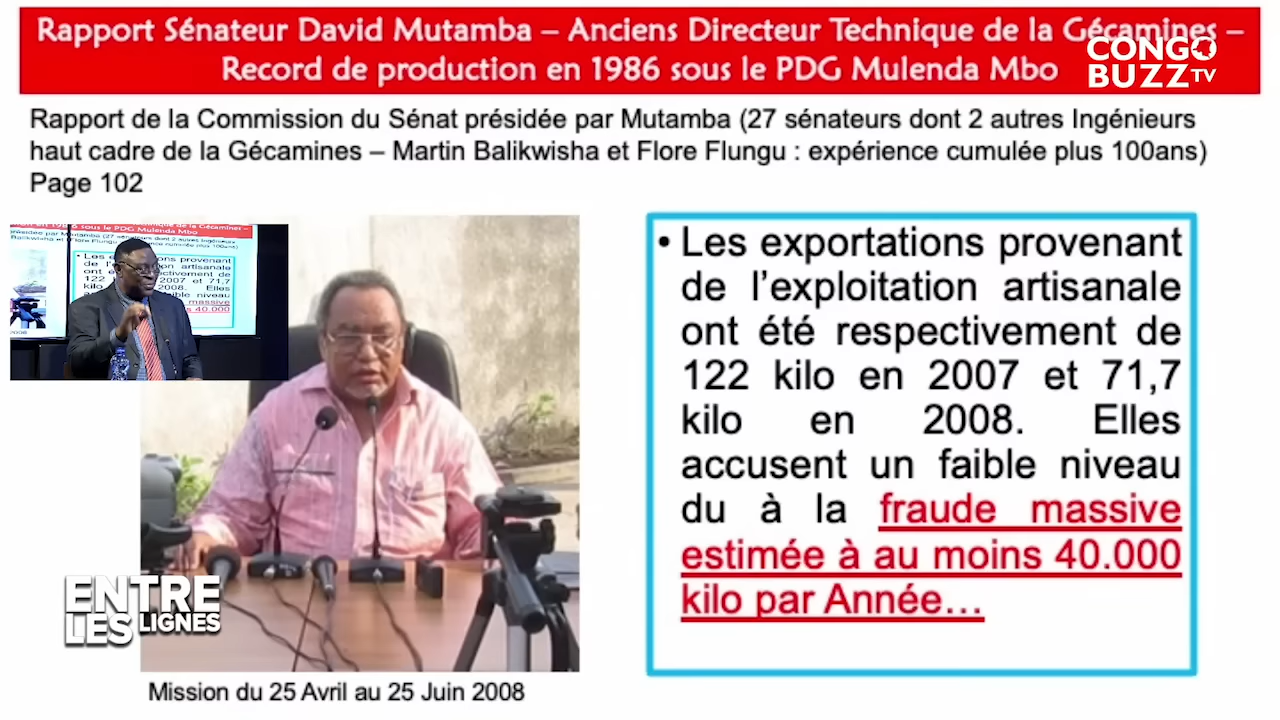 Rapport Sénateur David Mutamba – Anciens Directeur Technique de la Gécamines –
Record de production en 1986 sous le PDG Mulenda Mbo
CONGO
BUZZ TV
Rapport de la Commission du Sénat présidée par Mutamba (27 sénateurs dont 2 autres Ingénieurs
haut cadre de la Gécamines – Martin Balikwisha et Flore Flungu : expérience cumulée plus 100ans)
Page 102
• Les exportations provenant
de l’exploitation artisanale
ont été respectivement de
122 kilo en 2007 et 71,7
kilo en 2008. Elles
accusent un faible niveau
du à la fraude massive
estimée à au moins 40.000
kilo par Année…
ENTRE
LES LIGNES
Mission du 25 Avril au 25 Juin 2008